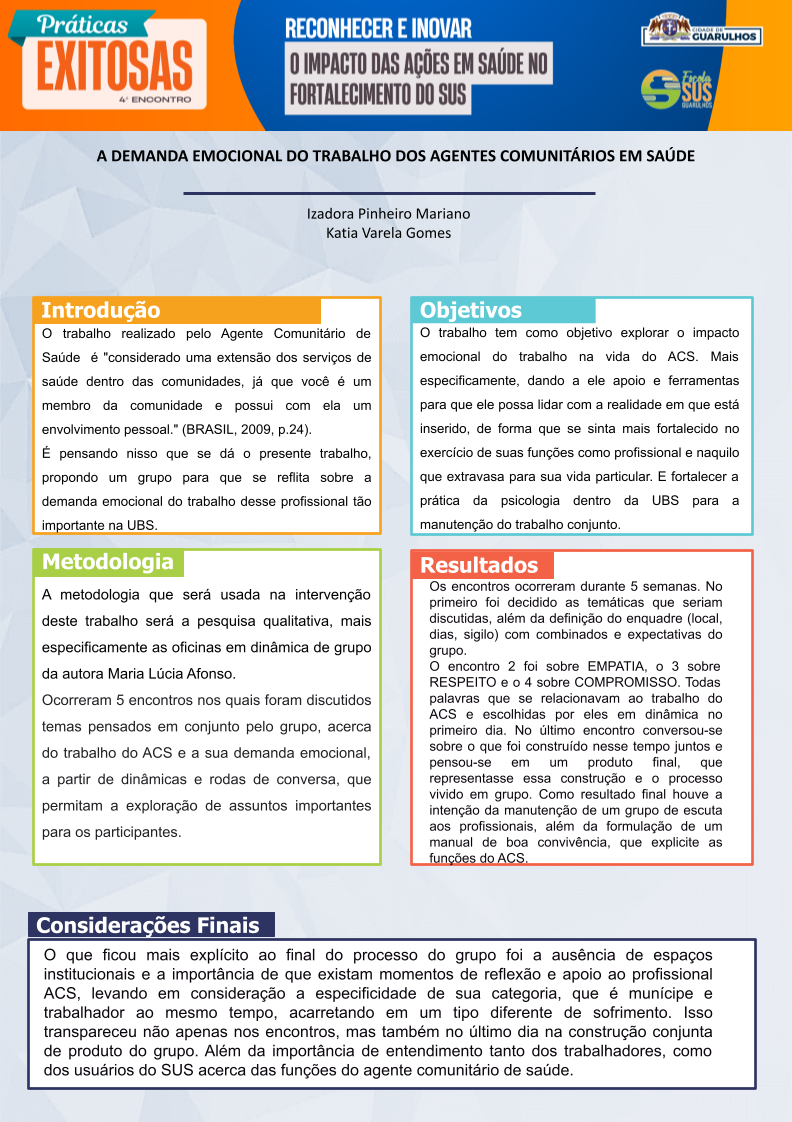 Práticas
EXITOSAS
4º ENCONTRO
RECONHECER E INOVAR
O IMPACTO DAS AÇÕES EM SAÚDE NO
FORTALECIMENTO DO SUS
CIDADE DE
GUARULHOS
Escola
SUS
GUARULHOS
A DEMANDA EMOCIONAL DO TRABALHO DOS AGENTES COMUNITÁRIOS EM SAÚDE
Izadora Pinheiro Mariano
Katia Varela Gomes
Introdução
O trabalho realizado pelo Agente Comunitário de
Saúde é "considerado uma extensão dos serviços de
saúde dentro das comunidades, já que você é um
membro da comunidade e possui com ela um
envolvimento pessoal." (BRASIL, 2009, p.24).
É pensando nisso que se dá o presente trabalho,
propondo um grupo para que se reflita sobre a
demanda emocional do trabalho desse profissional tão
importante na UBS.
Objetivos
O trabalho tem como objetivo explorar o impacto
emocional do trabalho na vida do ACS. Mais
especificamente, dando a ele apoio e ferramentas
para que ele possa lidar com a realidade em que está
inserido, de forma que se sinta mais fortalecido no
exercício de suas funções como profissional e naquilo
que extravasa para sua vida particular. E fortalecer a
prática da psicologia dentro da UBS para a
manutenção do trabalho conjunto.
Metodologia
A metodologia que será usada na intervenção
deste trabalho será a pesquisa qualitativa, mais
especificamente as oficinas em dinâmica de grupo
da autora Maria Lúcia Afonso.
Ocorreram 5 encontros nos quais foram discutidos
temas pensados em conjunto pelo grupo, acerca
do trabalho do ACS e a sua demanda emocional,
a partir de dinâmicas e rodas de conversa, que
permitam a exploração de assuntos importantes
para os participantes.
Resultados
Os encontros ocorreram durante 5 semanas. No
primeiro foi decidido as temáticas que seriam
discutidas, além da definição do enquadre (local,
dias, sigilo) com combinados e expectativas do
grupo.
O encontro 2 foi sobre EMPATIA, o 3 sobre
RESPEITO e o 4 sobre COMPROMISSO. Todas
palavras que se relacionavam ao trabalho do
ACS e escolhidas por eles em dinâmica no
primeiro dia. No último encontro conversou-se
sobre o que foi construído nesse tempo juntos e
pensou-se em um produto final, que
representasse essa construção e o processo
vivido em grupo. Como resultado final houve a
intenção da manutenção de um grupo de escuta
aos profissionais, além da formulação de um
manual de boa convivência, que explicite as
funções do ACS.
Considerações Finais
O que ficou mais explícito ao final do processo do grupo foi a ausência de espaços
institucionais e a importância de que existam momentos de reflexão e apoio ao profissional
ACS, levando em consideração a especificidade de sua categoria, que é munícipe e
trabalhador ao mesmo tempo, acarretando em um tipo diferente de sofrimento. Isso
transpareceu não apenas nos encontros, mas também no último dia na construção conjunta
de produto do grupo. Além da importância de entendimento tanto dos trabalhadores, como
dos usuários do SUS acerca das funções do agente comunitário de saúde.